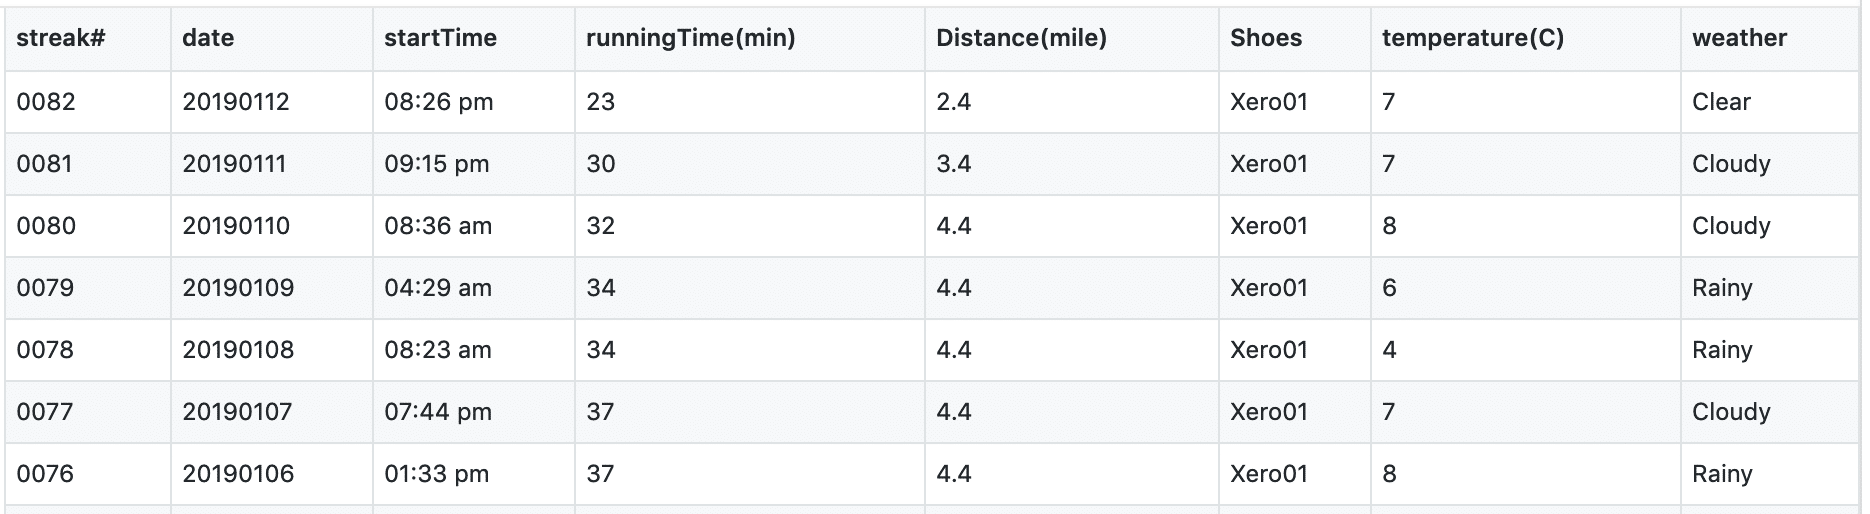 streak# date startTime runningTime(min) Distance(mile) Shoes temperature(C) weather
0082 20190112 08:26 pm 23 2.4 Xero01 7 Clear
0081 20190111 09:15 pm 30 3.4 Xero01 7 Cloudy
0080 20190110 08:36 am 32 4.4 Xero01 8 Cloudy
0079 20190109 04:29 am 34 4.4 Xero01 6 Rainy
0078 20190108 08:23 am 34 4.4 Xero01 4 Rainy
0077 20190107 07:44 pm 37 4.4 Xero01 7 Cloudy
0076 20190106 01:33 pm 37 4.4 Xero01 8 Rainy